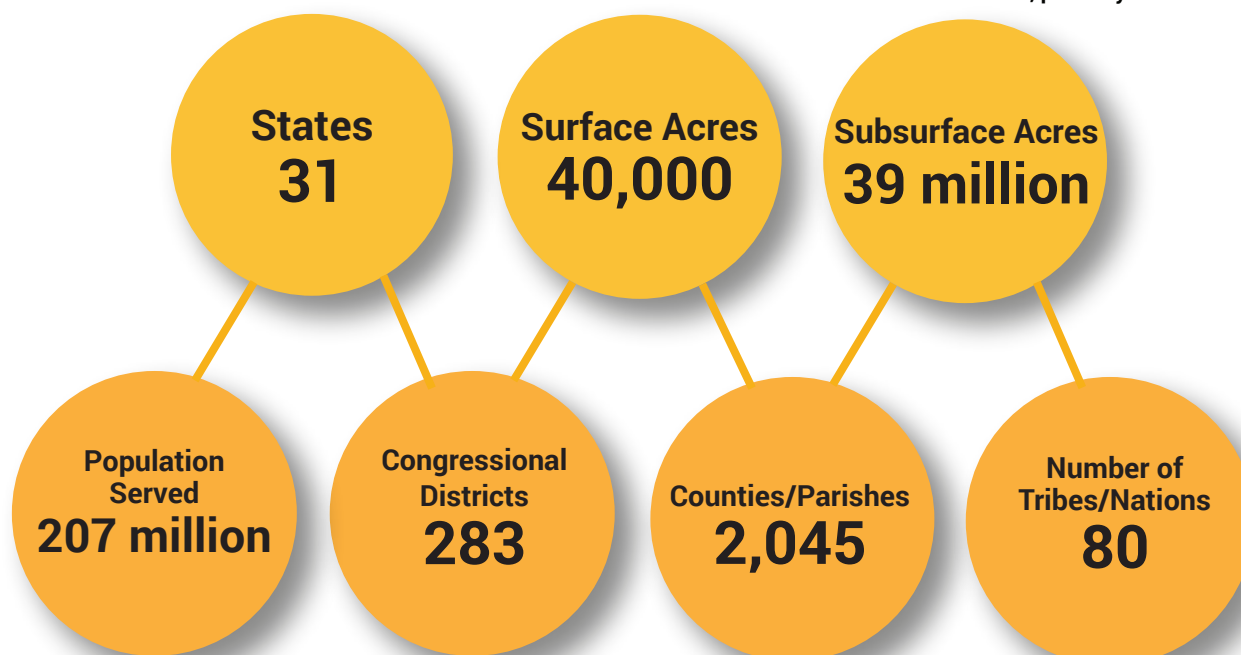 States
31
Surface Acres
40,000
Subsurface Acres
39 million
Population
Served
207 million
Congressional
Districts
283
Counties/Parishes
2,045
Number of
Tribes/Nations
80